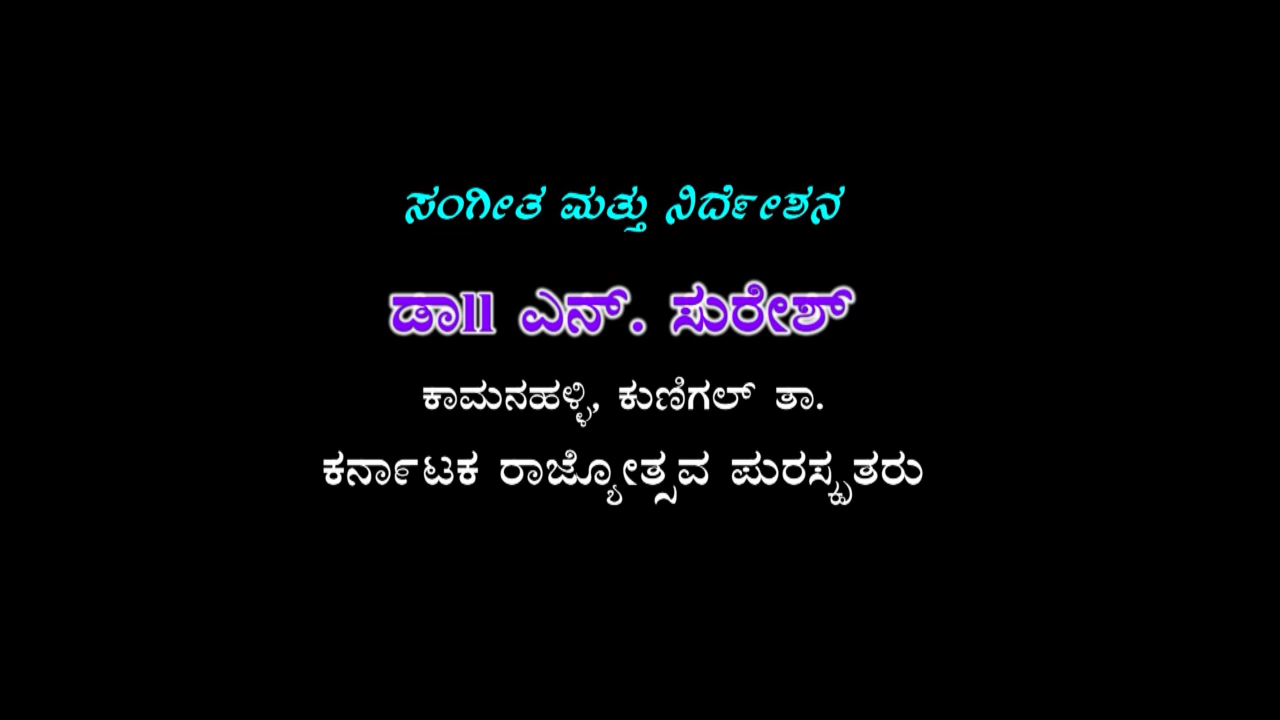 ಸಂಗೀತ ಮತ್ತು ನಿರ್ದೇಶನ
ಡಾ॥ ಎನ್. ಸುರೇಶ್
ಕಾಮನಹಳ್ಳಿ, ಕುಣಿಗಲ್ ತಾ.
ಕರ್ನಾಟಕ ರಾಜ್ಯೋತ್ಸವ ಪುರಸ್ಕೃತರು